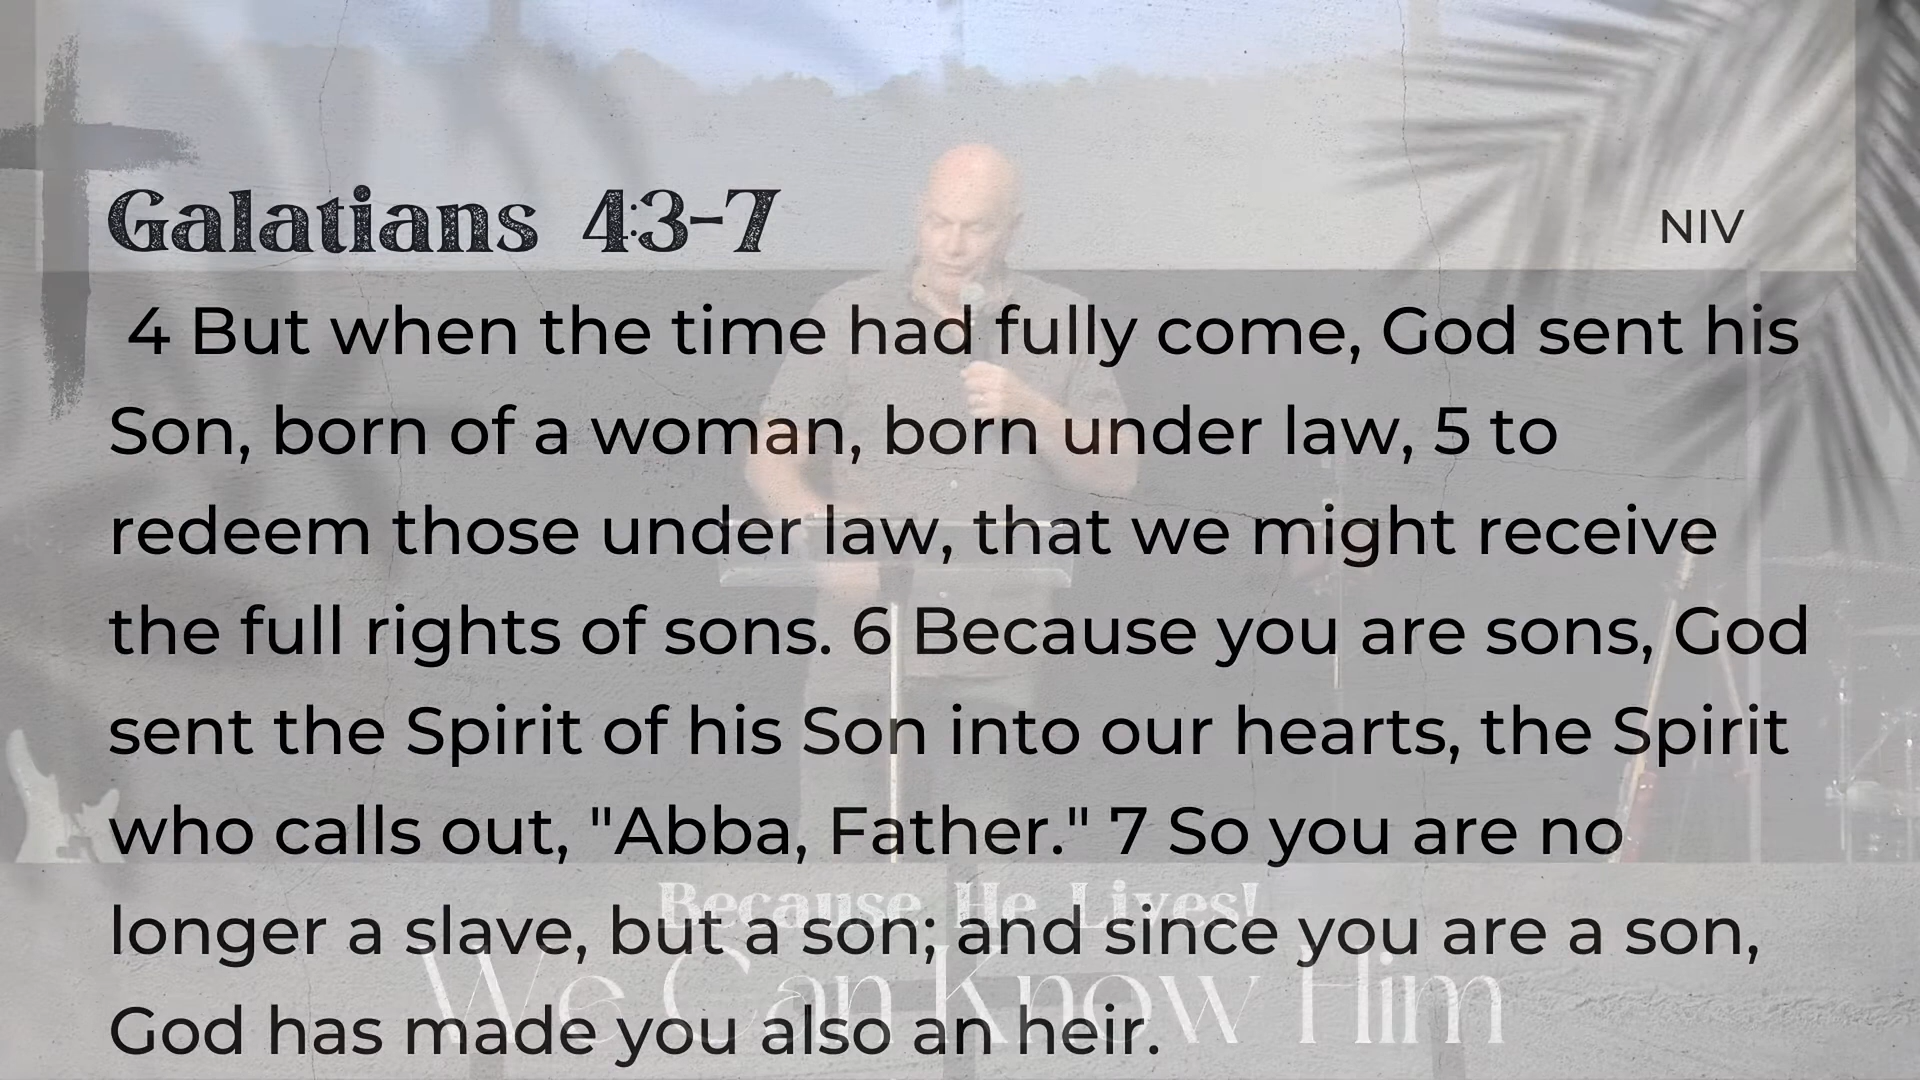 Galatians 4:3-7
NIV
4 But when the time had fully come, God sent his
Son, born of a woman, born under law, 5 to
redeem those under law, that we might receive
the full rights of sons. 6 Because you are sons, God
sent the Spirit of his Son into our hearts, the Spirit
who calls out, "Abba, Father." 7 So you are no
longer a slave, but a son; and since you are a son,
God has made you also an heir.
Because He Lives!
We Can Know Him